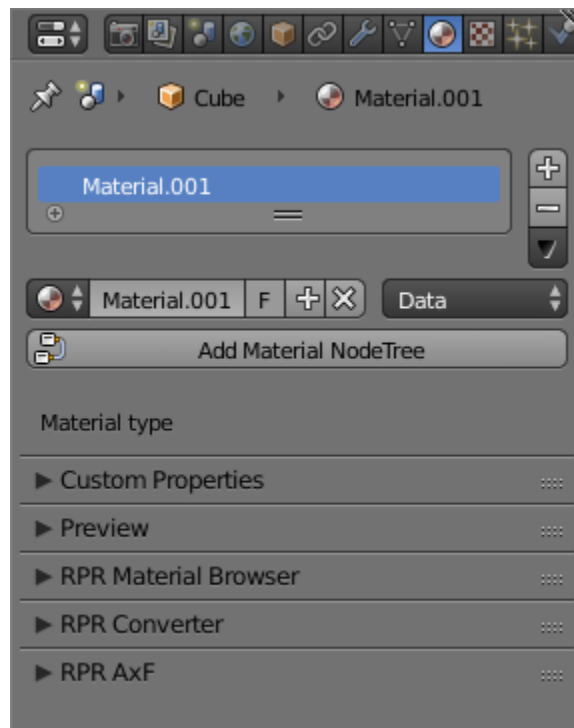 Cube Material.001
Material.001
Material.001 F Data
Add Material NodeTree
Material type
Custom Properties
Preview
RPR Material Browser
RPR Converter
RPR AxF